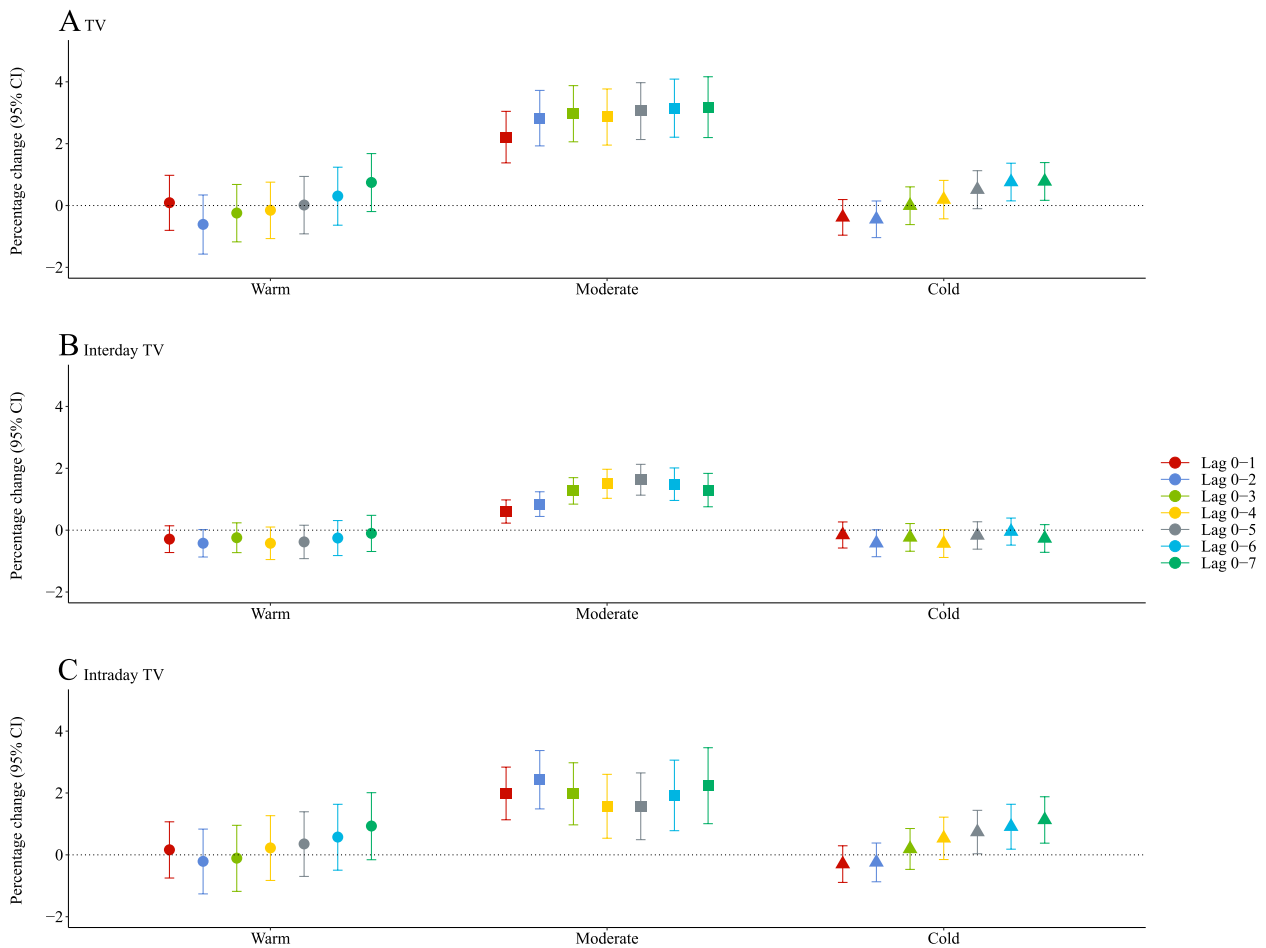 A TV
Percentage change (95% CI)
4
2
0
−2
Warm Moderate Cold
B Interday TV
Percentage change (95% CI)
4
2
0
−2
Warm Moderate Cold
Lag 0−1
Lag 0−2
Lag 0−3
Lag 0−4
Lag 0−5
Lag 0−6
Lag 0−7
C Intraday TV
Percentage change (95% CI)
4
2
0
−2
Warm Moderate Cold